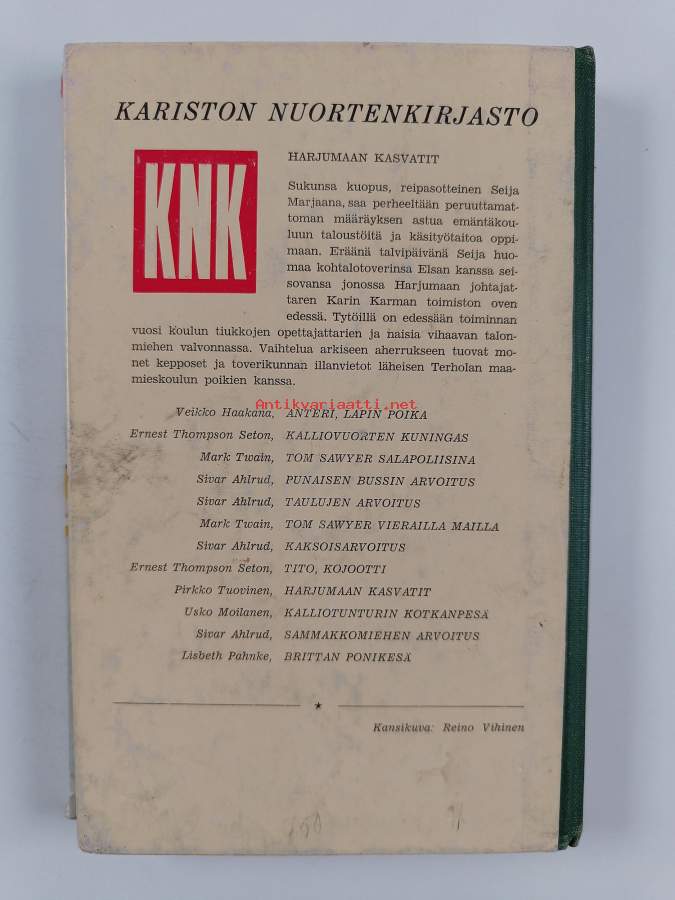 KARISTON NUORTENKIRJASTO
KNK
HARJUMAAN KASVATIT
Sukunsa kuopus, reipasotteinen Seija
Marjaana, saa perheeltään peruuttamat-
toman määräyksen astua emäntäkou-
luun taloustöitä ja käsityötaitoa oppi-
maan. Eräänä talvipäivänä Seija huo-
maa kohtalotoverinsa Elsan kanssa sei-
sovansa jonossa Harjumaan johtajat-
taren Karin Karman toimiston oven
edessä. Tytöillä on edessään toiminnan
vuosi koulun tiukkojen opettajattarien ja naisia vihaavan talon-
miehen valvonnassa. Vaihtelua arkiseen aherrukseen tuovat mo-
net kepposet ja toverikunnan illanvietot läheisen Terholan maa-
mieskoulun poikien kanssa.
Antikvariaatti.net
Veikko Haakana, ANTERI, LAPIN POIKA
Ernest Thompson Seton, KALLIOVUORTEN KUNINGAS
Mark Twain, TOM SAWYER SALAPOLIISINA
Sivar Ahlrud, PUNAISEN BUSSIN ARVOITUS
Sivar Ahlrud, TAULUJEN ARVOITUS
Mark Twain, TOM SAWYER VIERAILLA MAILLA
Sivar Ahlrud, KAKSOISARVOITUS
Ernest Thompson Seton, TITO, KOJOOTTI
Pirkko Tuovinen, HARJUMAAN KASVATIT
Usko Moilanen, KALLIOTUNTURIN KOTKANPESÄ
Sivar Ahlrud, SAMMAKKOMIEHEN ARVOITUS
Lisbeth Pahnke, BRITTAN PONIKESÄ
Kansikuva: Reino Vihinen